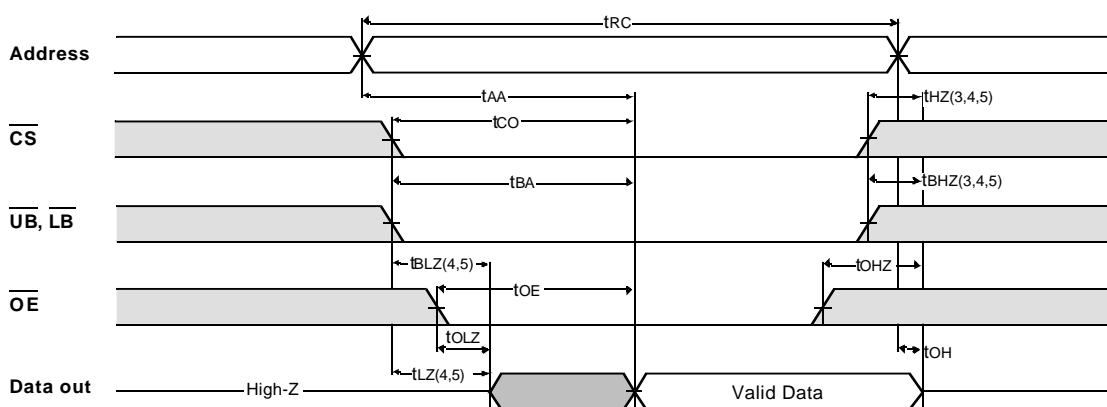 tRC
Address
tAA
tHZ(3,4,5)
CS
tCO
tBA
tBHZ(3,4,5)
UB, LB
tBLZ(4,5)
tOHZ
OE
tOE
tOLZ
tOH
tLZ(4,5)
Data out
High-Z
Valid Data